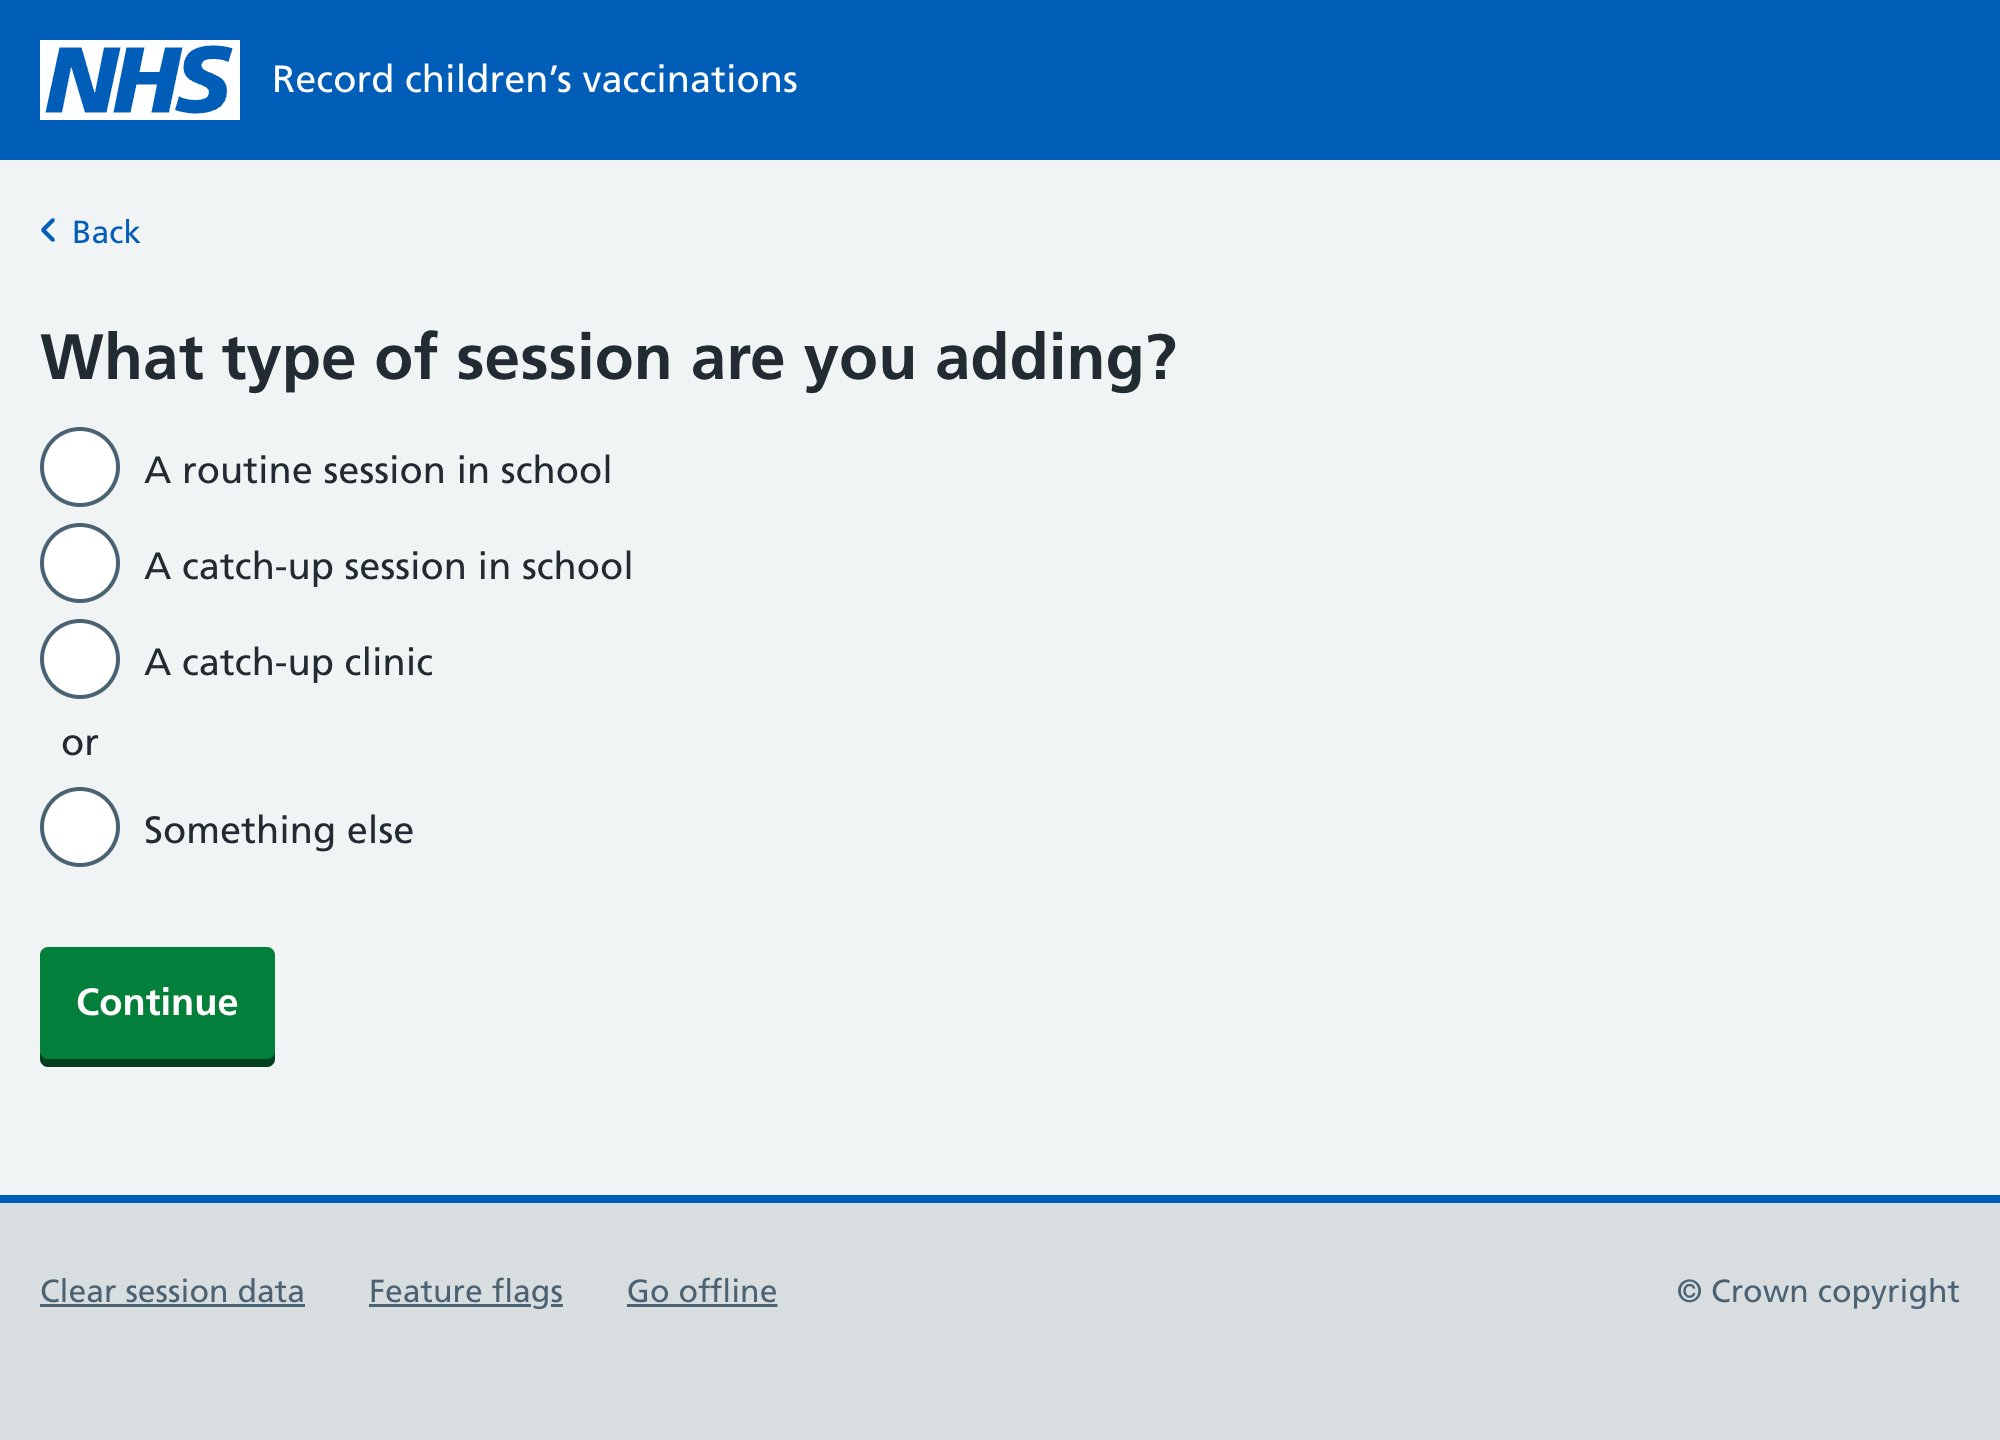 NHS Record children’s vaccinations
Back
What type of session are you adding?
A routine session in school
A catch-up session in school
A catch-up clinic
or
Something else
Continue
Clear session data Feature flags Go offline © Crown copyright